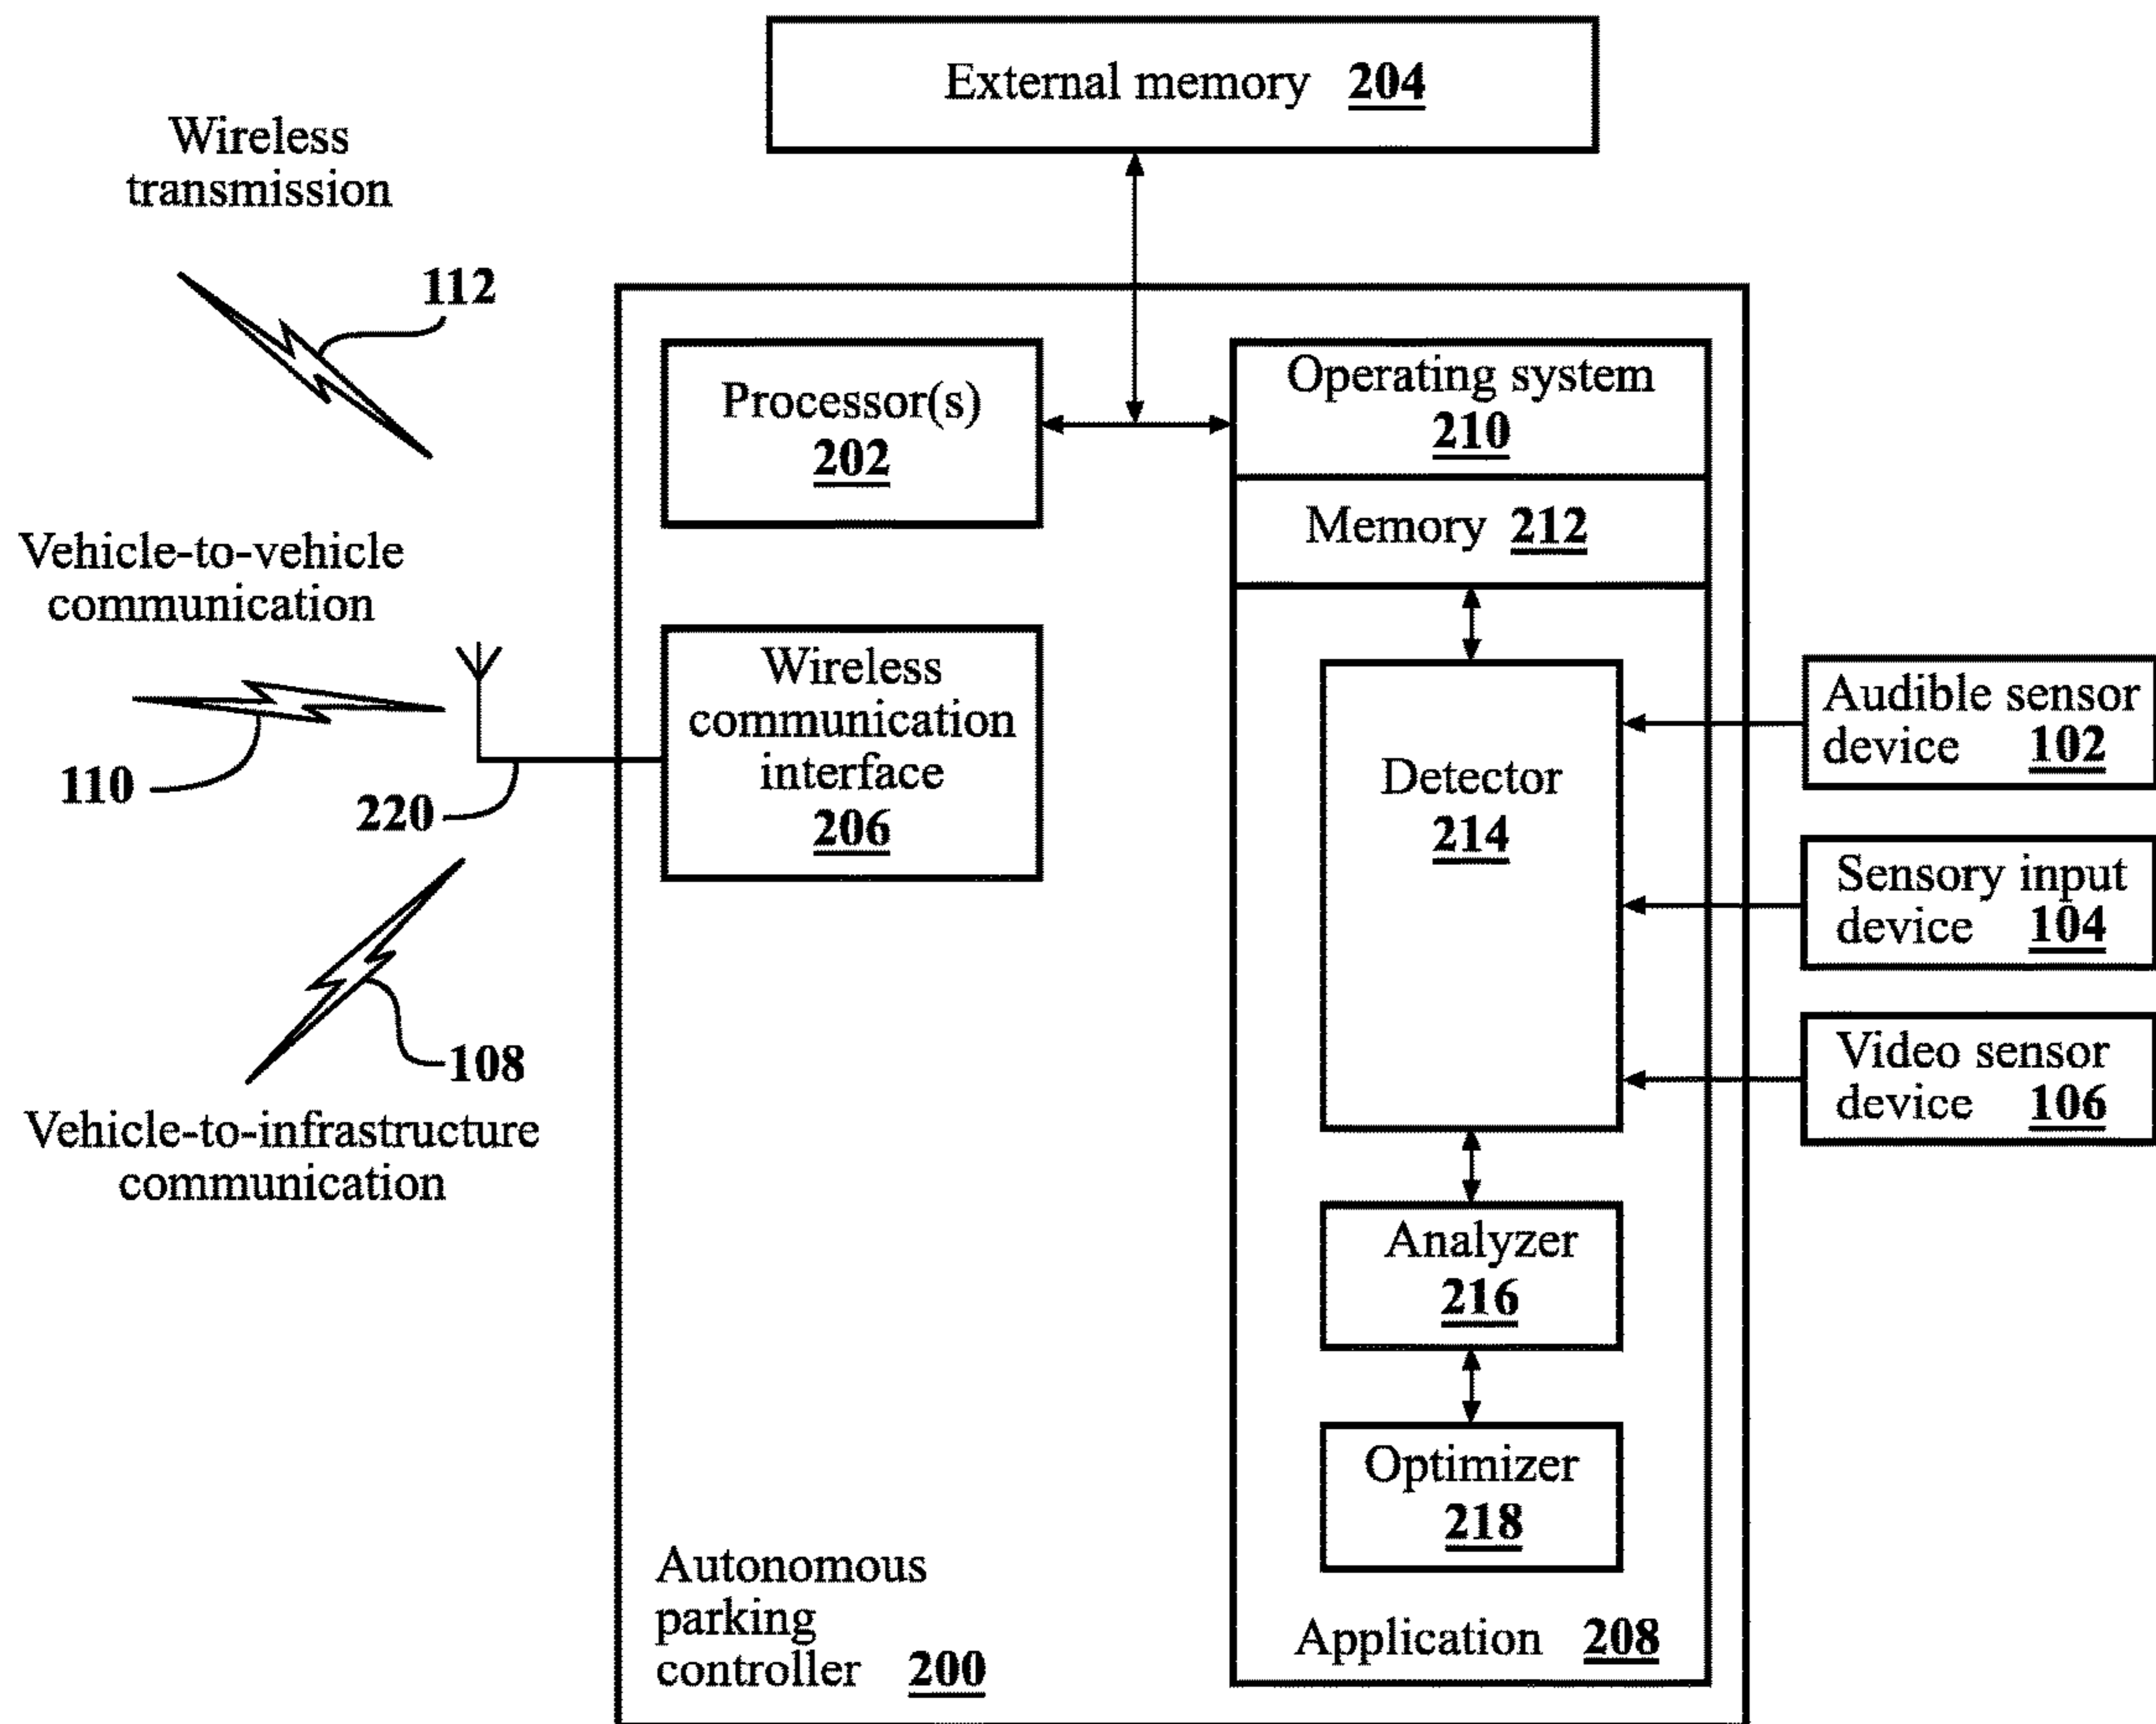 External memory 204
Wireless
transmission
112
Processor(s)
202
Operating system
210
Memory 212
Vehicle-to-vehicle
communication
110
220
Wireless
communication
interface
206
Detector
214
Audible sensor
device 102
Sensory input
device 104
Video sensor
device 106
108
Vehicle-to-infrastructure
communication
Analyzer
216
Optimizer
218
Autonomous
parking
controller 200
Application 208